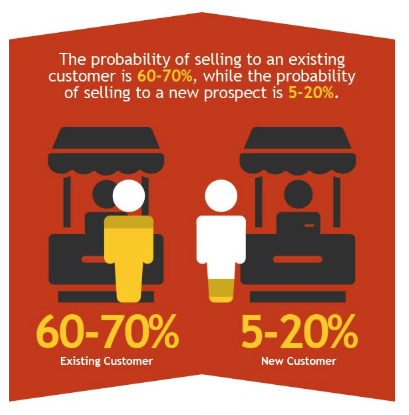 The probability of selling to an existing
customer is 60-70%, while the probability
of selling to a new prospect is 5-20%.
60-70%
Existing Customer
5-20%
New Customer